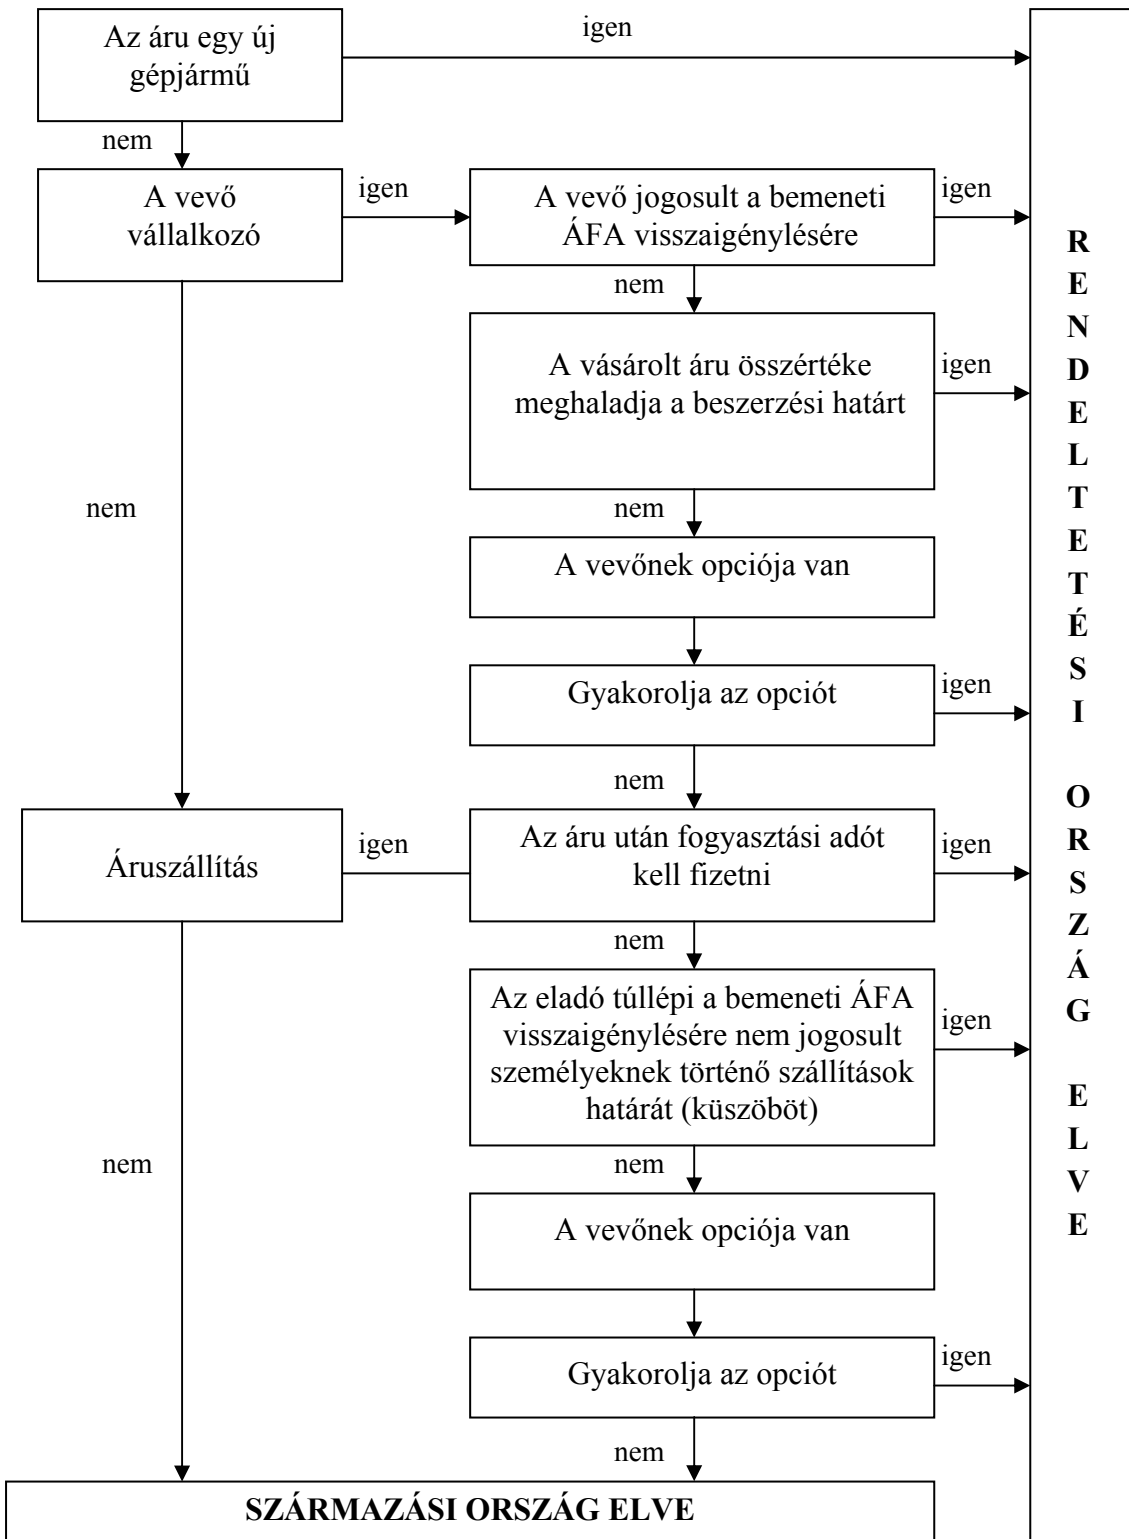 Az áru egy új
gépjármű
igen
nem
A vevő
vállalkozó
igen
A vevő jogosult a bemeneti
ÁFA visszaigénylésére
igen
nem
A vásárolt áru összértéke
meghaladja a beszerzési határt
igen
nem
nem
A vevőnek opciója van
Gyakorolja az opciót
igen
nem
Áruszállítás
igen
Az áru után fogyasztási adót
kell fizetni
igen
nem
Az eladó túllépi a bemeneti ÁFA
visszaigénylésére nem jogosult
személyeknek történő szállítások
határát (küszöböt)
igen
nem
nem
A vevőnek opciója van
Gyakorolja az opciót
igen
nem
SZÁRMAZÁSI ORSZÁG ELVE
R
E
N
D
E
L
T
E
T
É
S
I
O
R
S
Z
Á
G
E
L
V
E